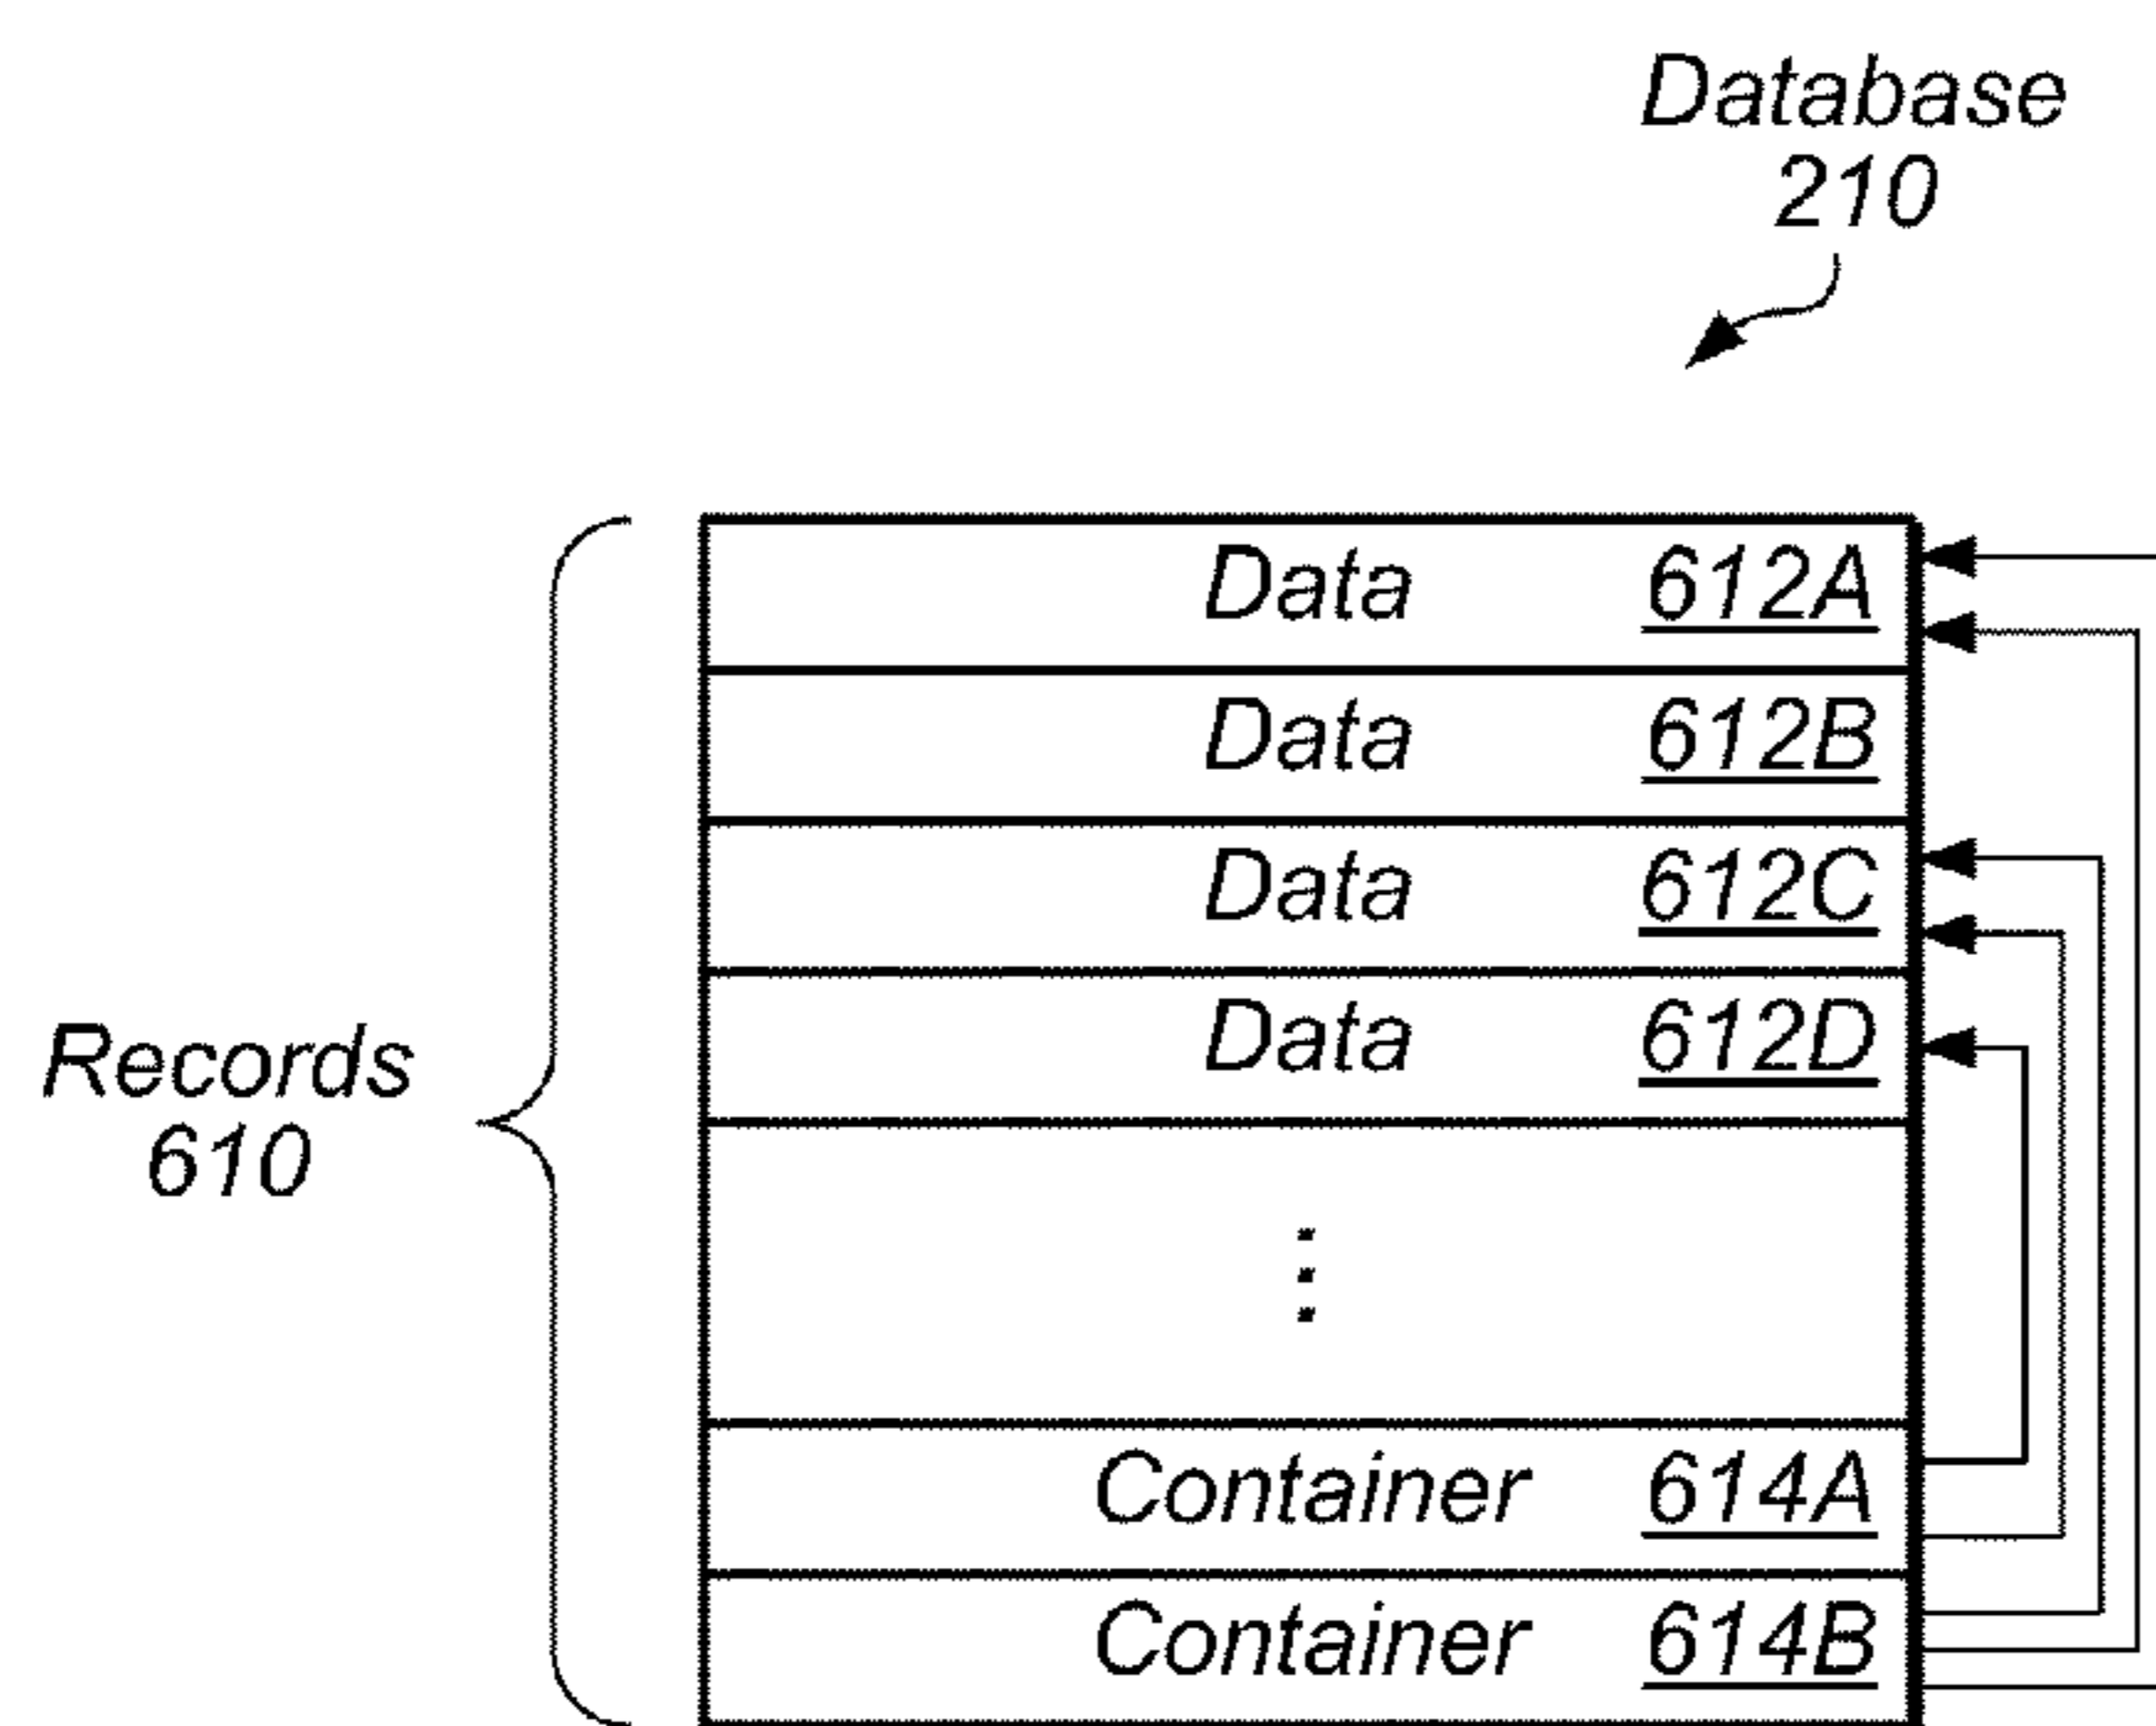 Database
210
Data 612A
Data 612B
Data 612C
Data 612D
Records
610
Container 614A
Container 614B